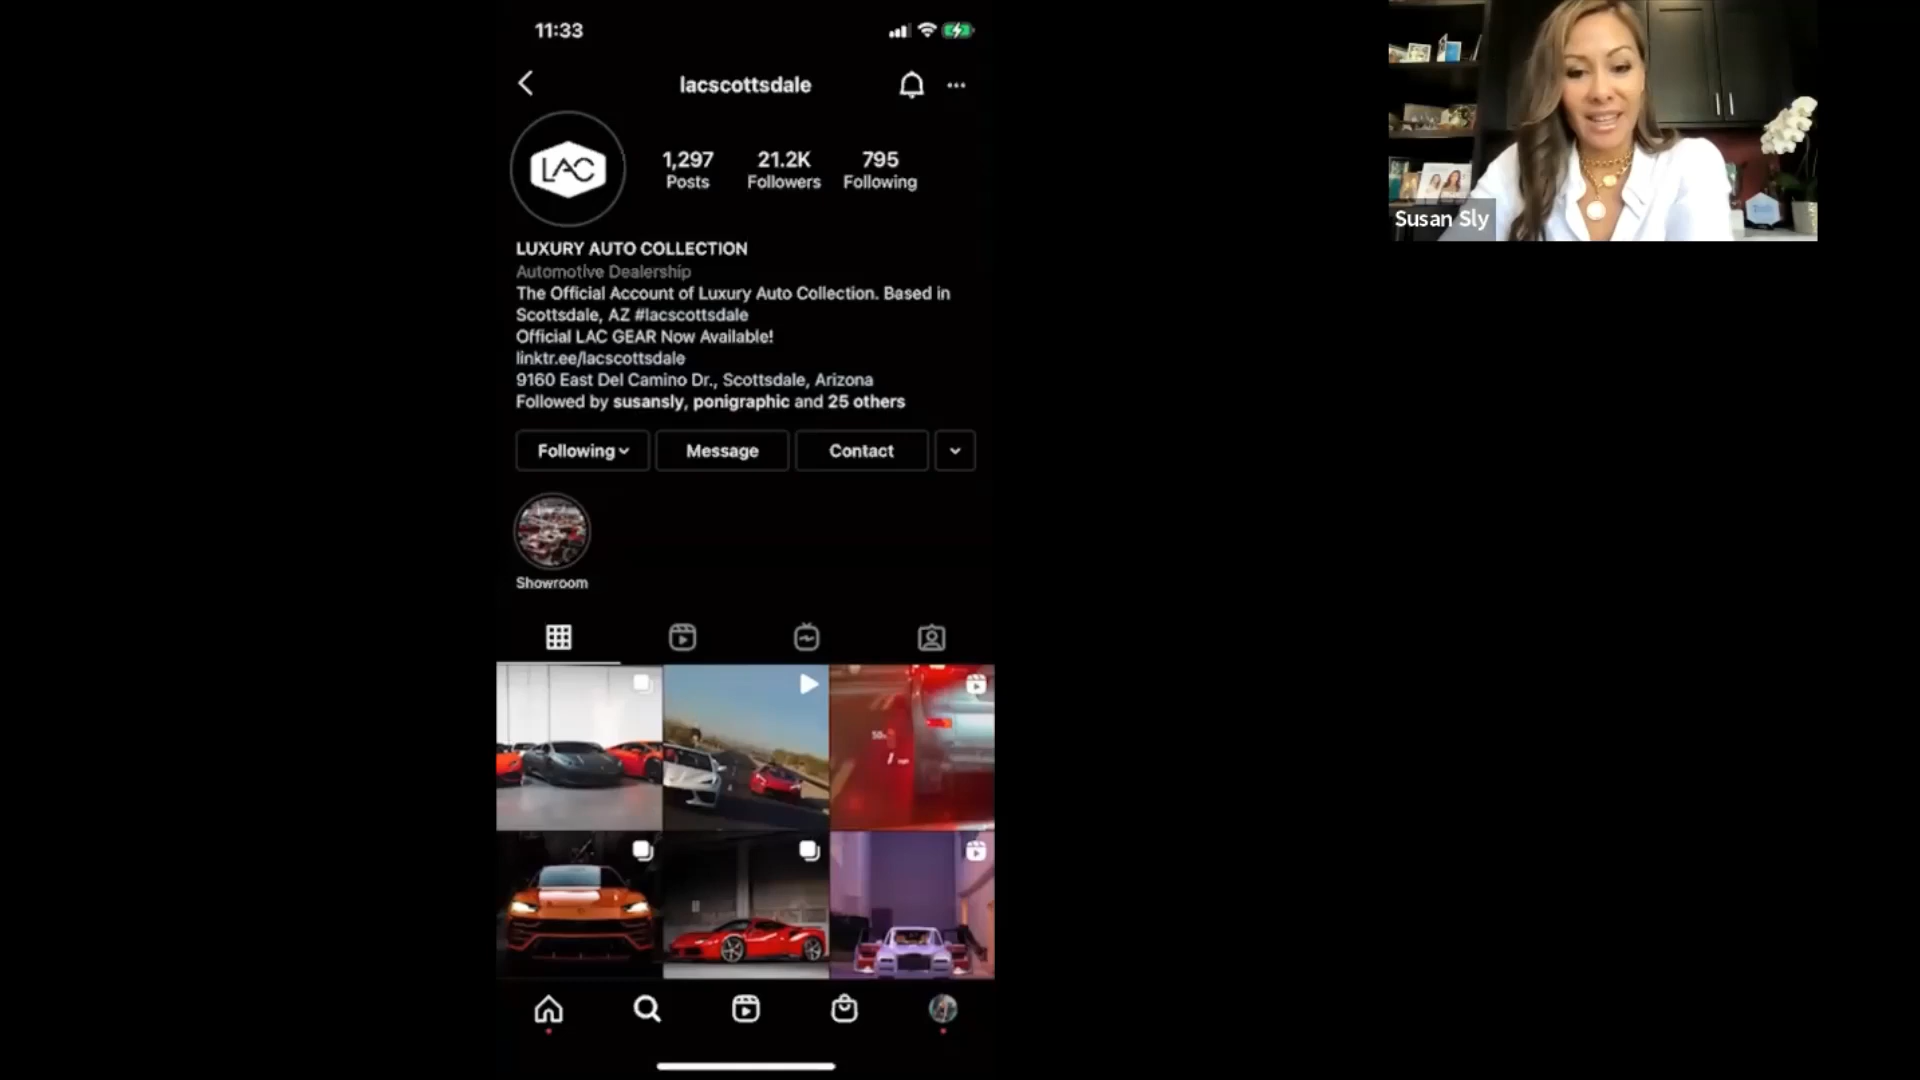 11:33
lacscottsdale
LAC
1,297
Posts
21.2K
Followers
795
Following
LUXURY AUTO COLLECTION
Automotive Dealership
The Official Account of Luxury Auto Collection. Based in
Scottsdale, AZ #lacscottsdale
Official LAC GEAR Now Available!
linktr.ee/lacscottsdale
9160 East Del Camino Dr., Scottsdale, Arizona
Followed by susansly, ponigraphic and 25 others
Following
Message
Contact
Showroom
Susan Sly